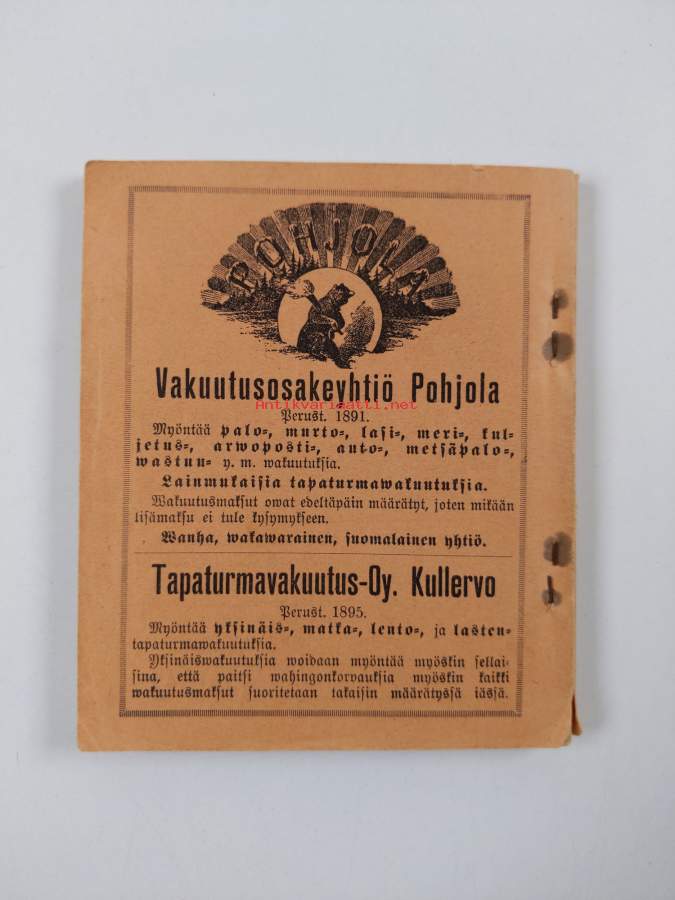 POHJOLA
Vakuutusosakeyhtiö Pohjola
Antikvariaatti.net
Perust. 1891.
Myöntää palo-, murto-, lasi-, meri-, kul-
jetus-, arwoposti-, auto-, metsäpalo-,
wastuu- y. m. wakuutuksia.
Lainmukaisia tapaturmawakuutuksia.
Wakuutusmaksut owat edeltäpäin määrätyt, joten mikään
lisämaksu ei tule kysymykseen.
Wanha, wakawarainen, suomalainen yhtiö.
Tapaturmavakuutus-Oy. Kullervo
Perust. 1895.
Myöntää yksinäis-, matka-, lento-, ja lasten-
tapaturmawakuutuksia.
Yksinäiswakuutuksia woidaan myöntää myöskin sellai-
sina, että paitsi wahingonkorvauksia myöskin kaikki
wakuutusmaksut suoritetaan takaisin määrätyssä iässä.